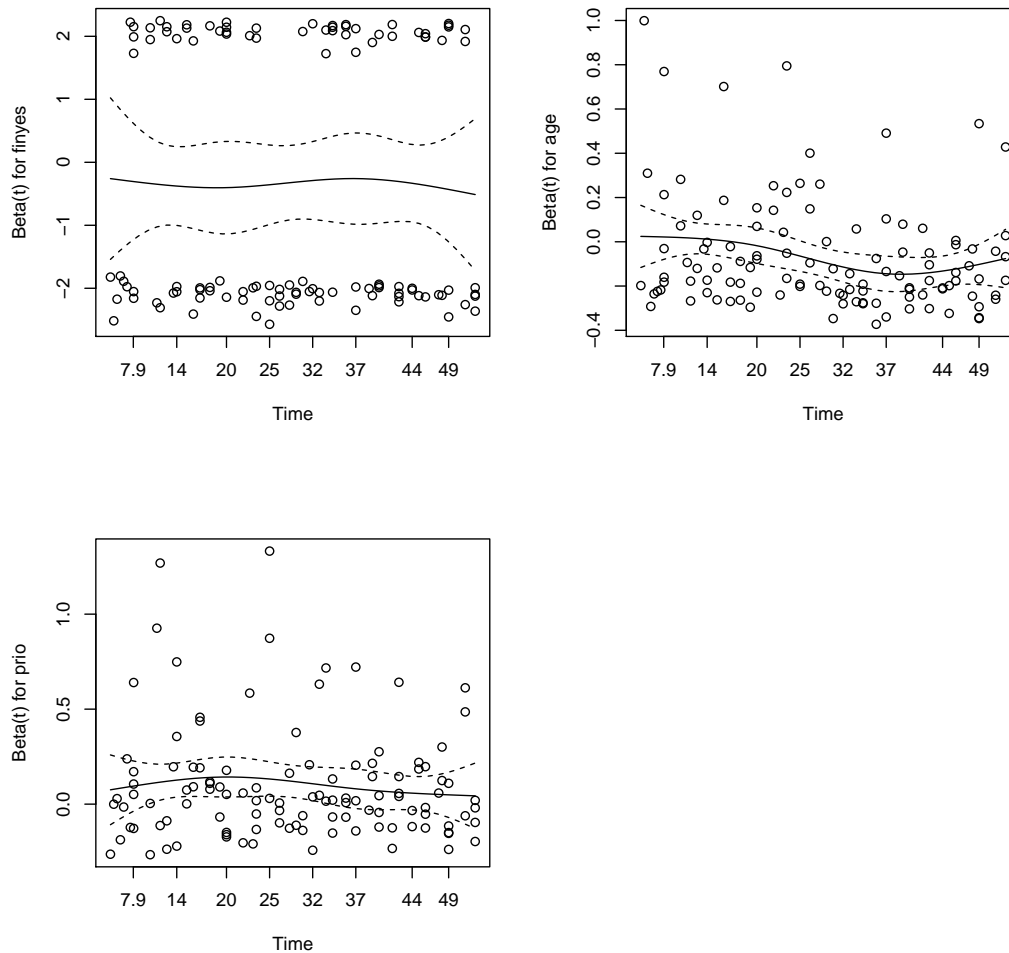 2
1
0
−1
−2
Beta(t) for finyes
7.9 14 20 25 32 37 44 49
Time
1.0
0.8
0.6
0.4
0.2
0.0
−0.4
Beta(t) for age
7.9 14 20 25 32 37 44 49
Time
1.0
0.5
0.0
Beta(t) for prio
7.9 14 20 25 32 37 44 49
Time